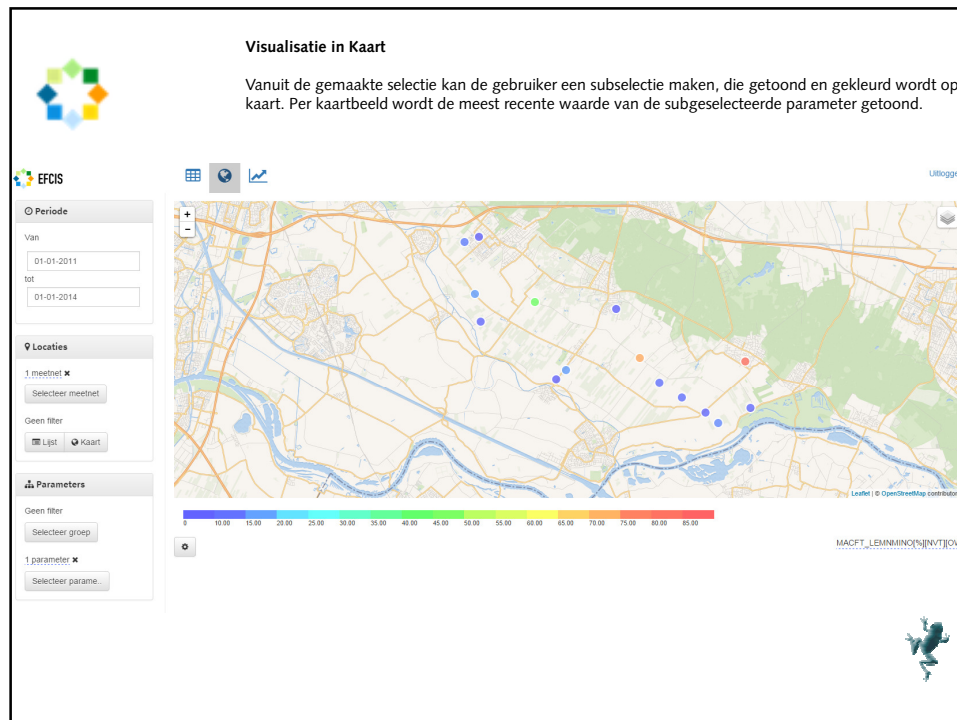 Visualisatie in Kaart
Vanuit de gemaakte selectie kan de gebruiker een subselectie maken, die getoond en gekleurd wordt op
kaart. Per kaartbeeld wordt de meest recente waarde van de subgeselecteerde parameter getoond.
EFCIS
Uitlogge
Periode
Van
01-01-2011
tot
01-01-2014
Locaties
1 meetnet ×
Selecteer meetnet
Geen filter
Lijst Kaart
Parameters
Geen filter
Selecteer groep
1 parameter ×
Selecteer parame..
+
-
Leaflet | © OpenStreetMap contributor
0 10.00 15.00 20.00 25.00 30.00 35.00 40.00 45.00 50.00 55.00 60.00 65.00 70.00 75.00 80.00 85.00
MACFT_LEMNMINO[%][NVT][OW